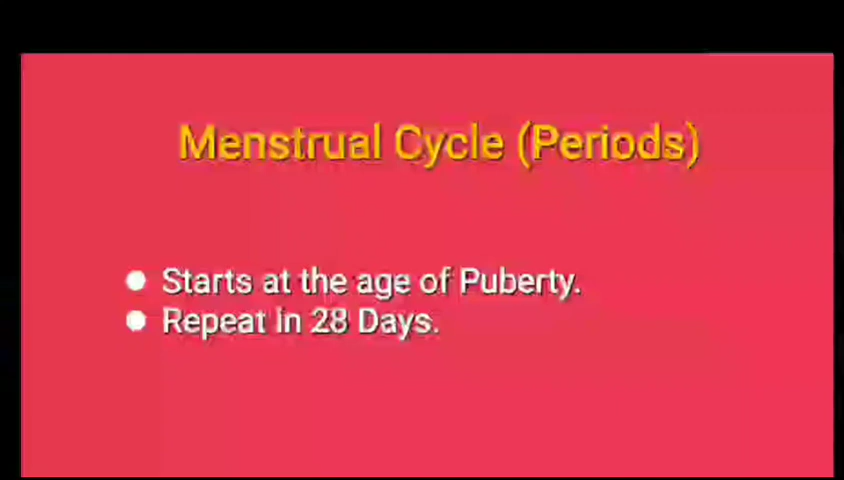 Menstrual Cycle (Periods)
Starts at the age of Puberty.
Repeat in 28 Days.